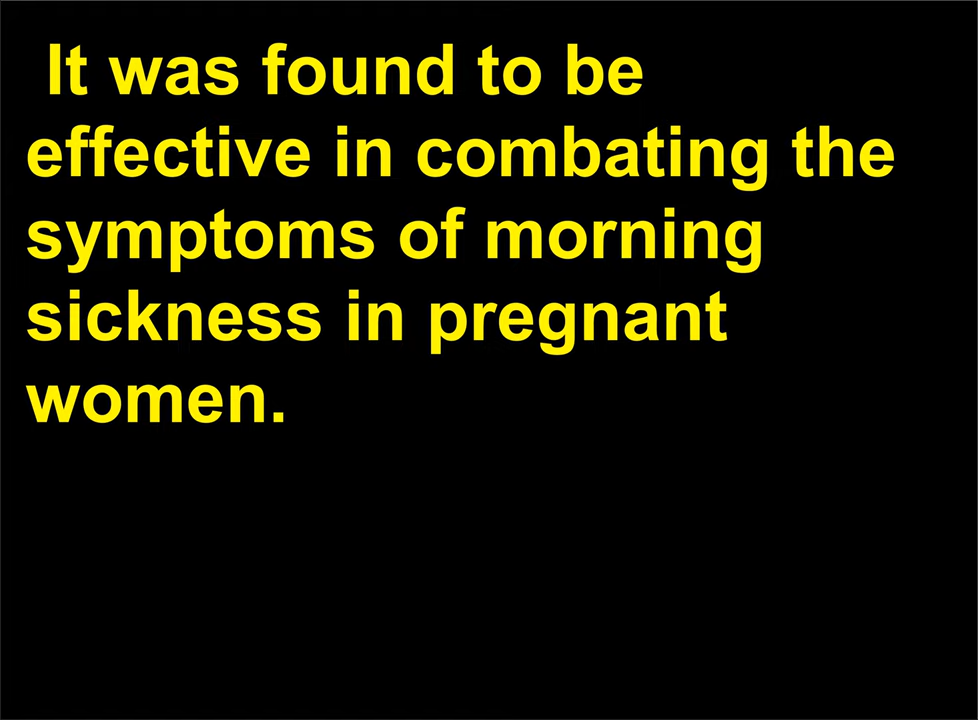 It was found to be
effective in combating the
symptoms of morning
sickness in pregnant
women.